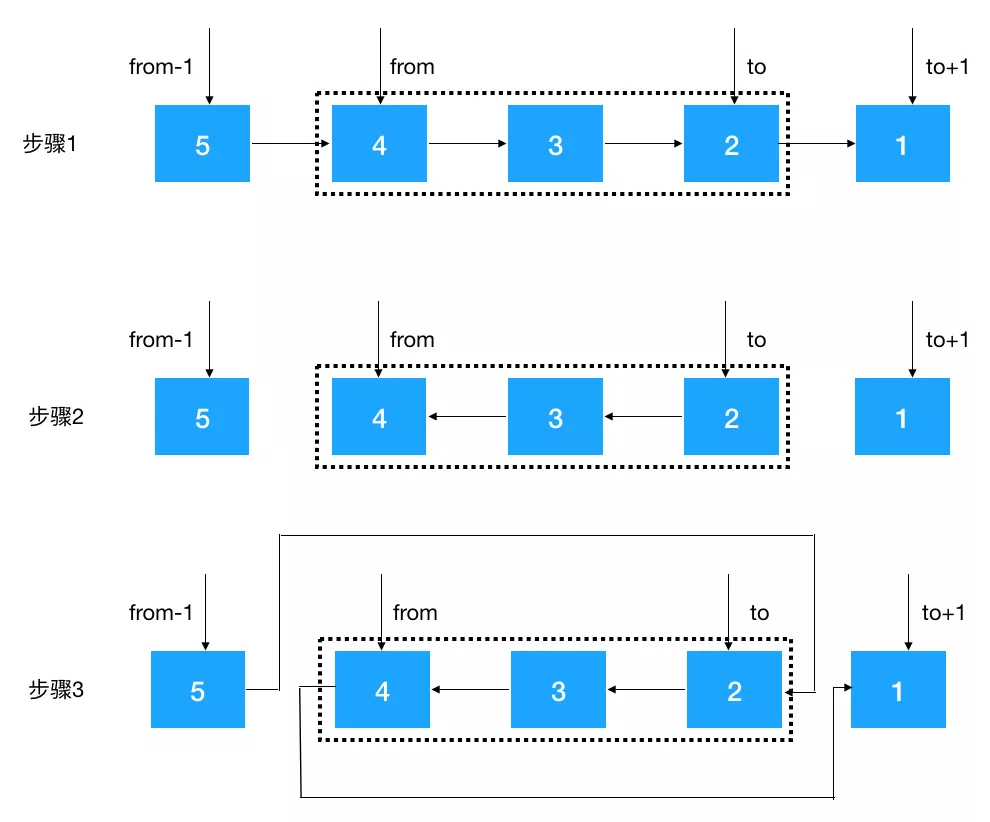 from-1 from to to+1
步骤1 5 4 3 2 1
from-1 from to to+1
步骤2 5 4 3 2 1
from-1 from to to+1
步骤3 5 4 3 2 1